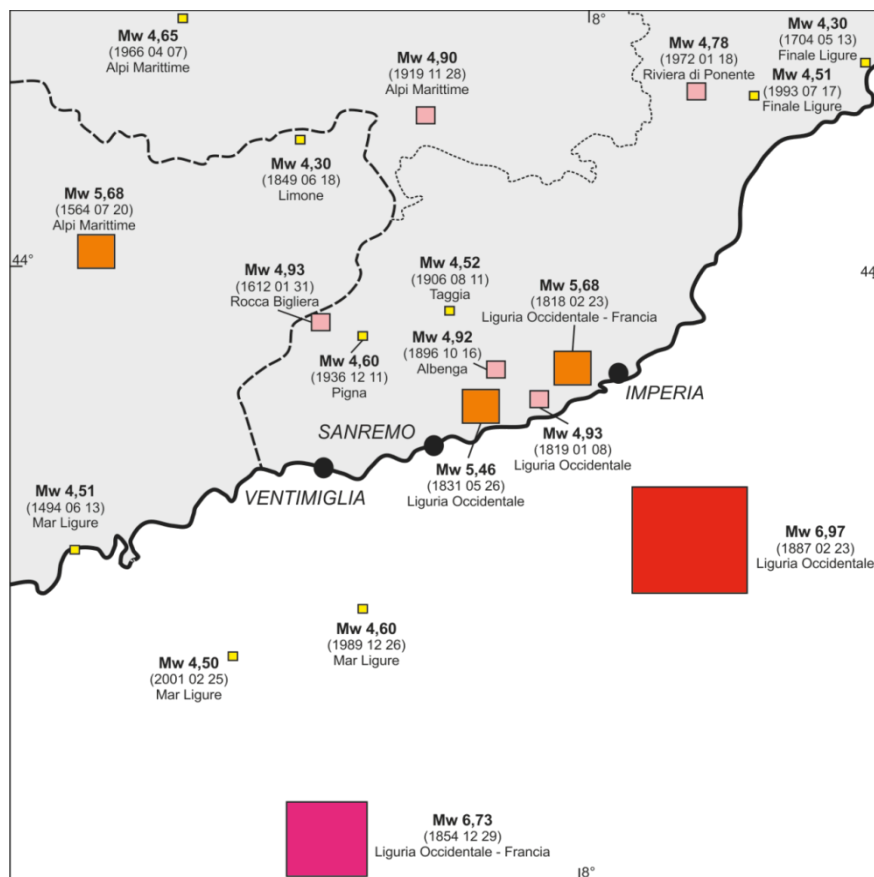 8°
Mw 4,65
(1966 04 07)
Alpi Marittime
Mw 4,90
(1919 11 28)
Alpi Marittime
Mw 4,78
(1972 01 18)
Riviera di Ponente
Mw 4,30
(1704 05 13)
Finale Ligure
Mw 4,51
(1993 07 17)
Finale Ligure
Mw 4,30
(1849 06 18)
Limone
Mw 5,68
(1564 07 20)
Alpi Marittime
44°
44°
Mw 4,93
(1612 01 31)
Rocca Bigliera
Mw 4,52
(1906 08 11)
Taggia
Mw 5,68
(1818 02 23)
Liguria Occidentale - Francia
Mw 4,60
(1936 12 11)
Pigna
Mw 4,92
(1896 10 16)
Albenga
IMPERIA
SANREMO
Mw 4,93
(1819 01 08)
Liguria Occidentale
Mw 5,46
(1831 05 26)
Liguria Occidentale
VENTIMIGLIA
Mw 4,51
(1494 06 13)
Mar Ligure
Mw 6,97
(1887 02 23)
Liguria Occidentale
Mw 4,60
(1989 12 26)
Mar Ligure
Mw 4,50
(2001 02 25)
Mar Ligure
Mw 6,73
(1854 12 29)
Liguria Occidentale - Francia
8°